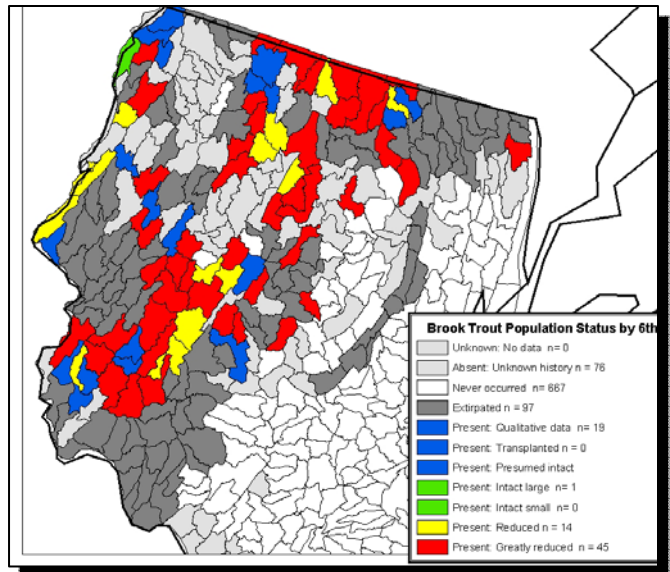 Brook Trout Population Status by 6th
Unknown: No data n= 0
Absent: Unknown history n= 76
Never occurred n= 667
Extirpated n = 97
Present: Qualitative data n= 19
Present: Transplanted n= 0
Present: Presumed intact
Present: Intact large n= 1
Present: Intact small n= 0
Present: Reduced n= 14
Present: Greatly reduced n= 45